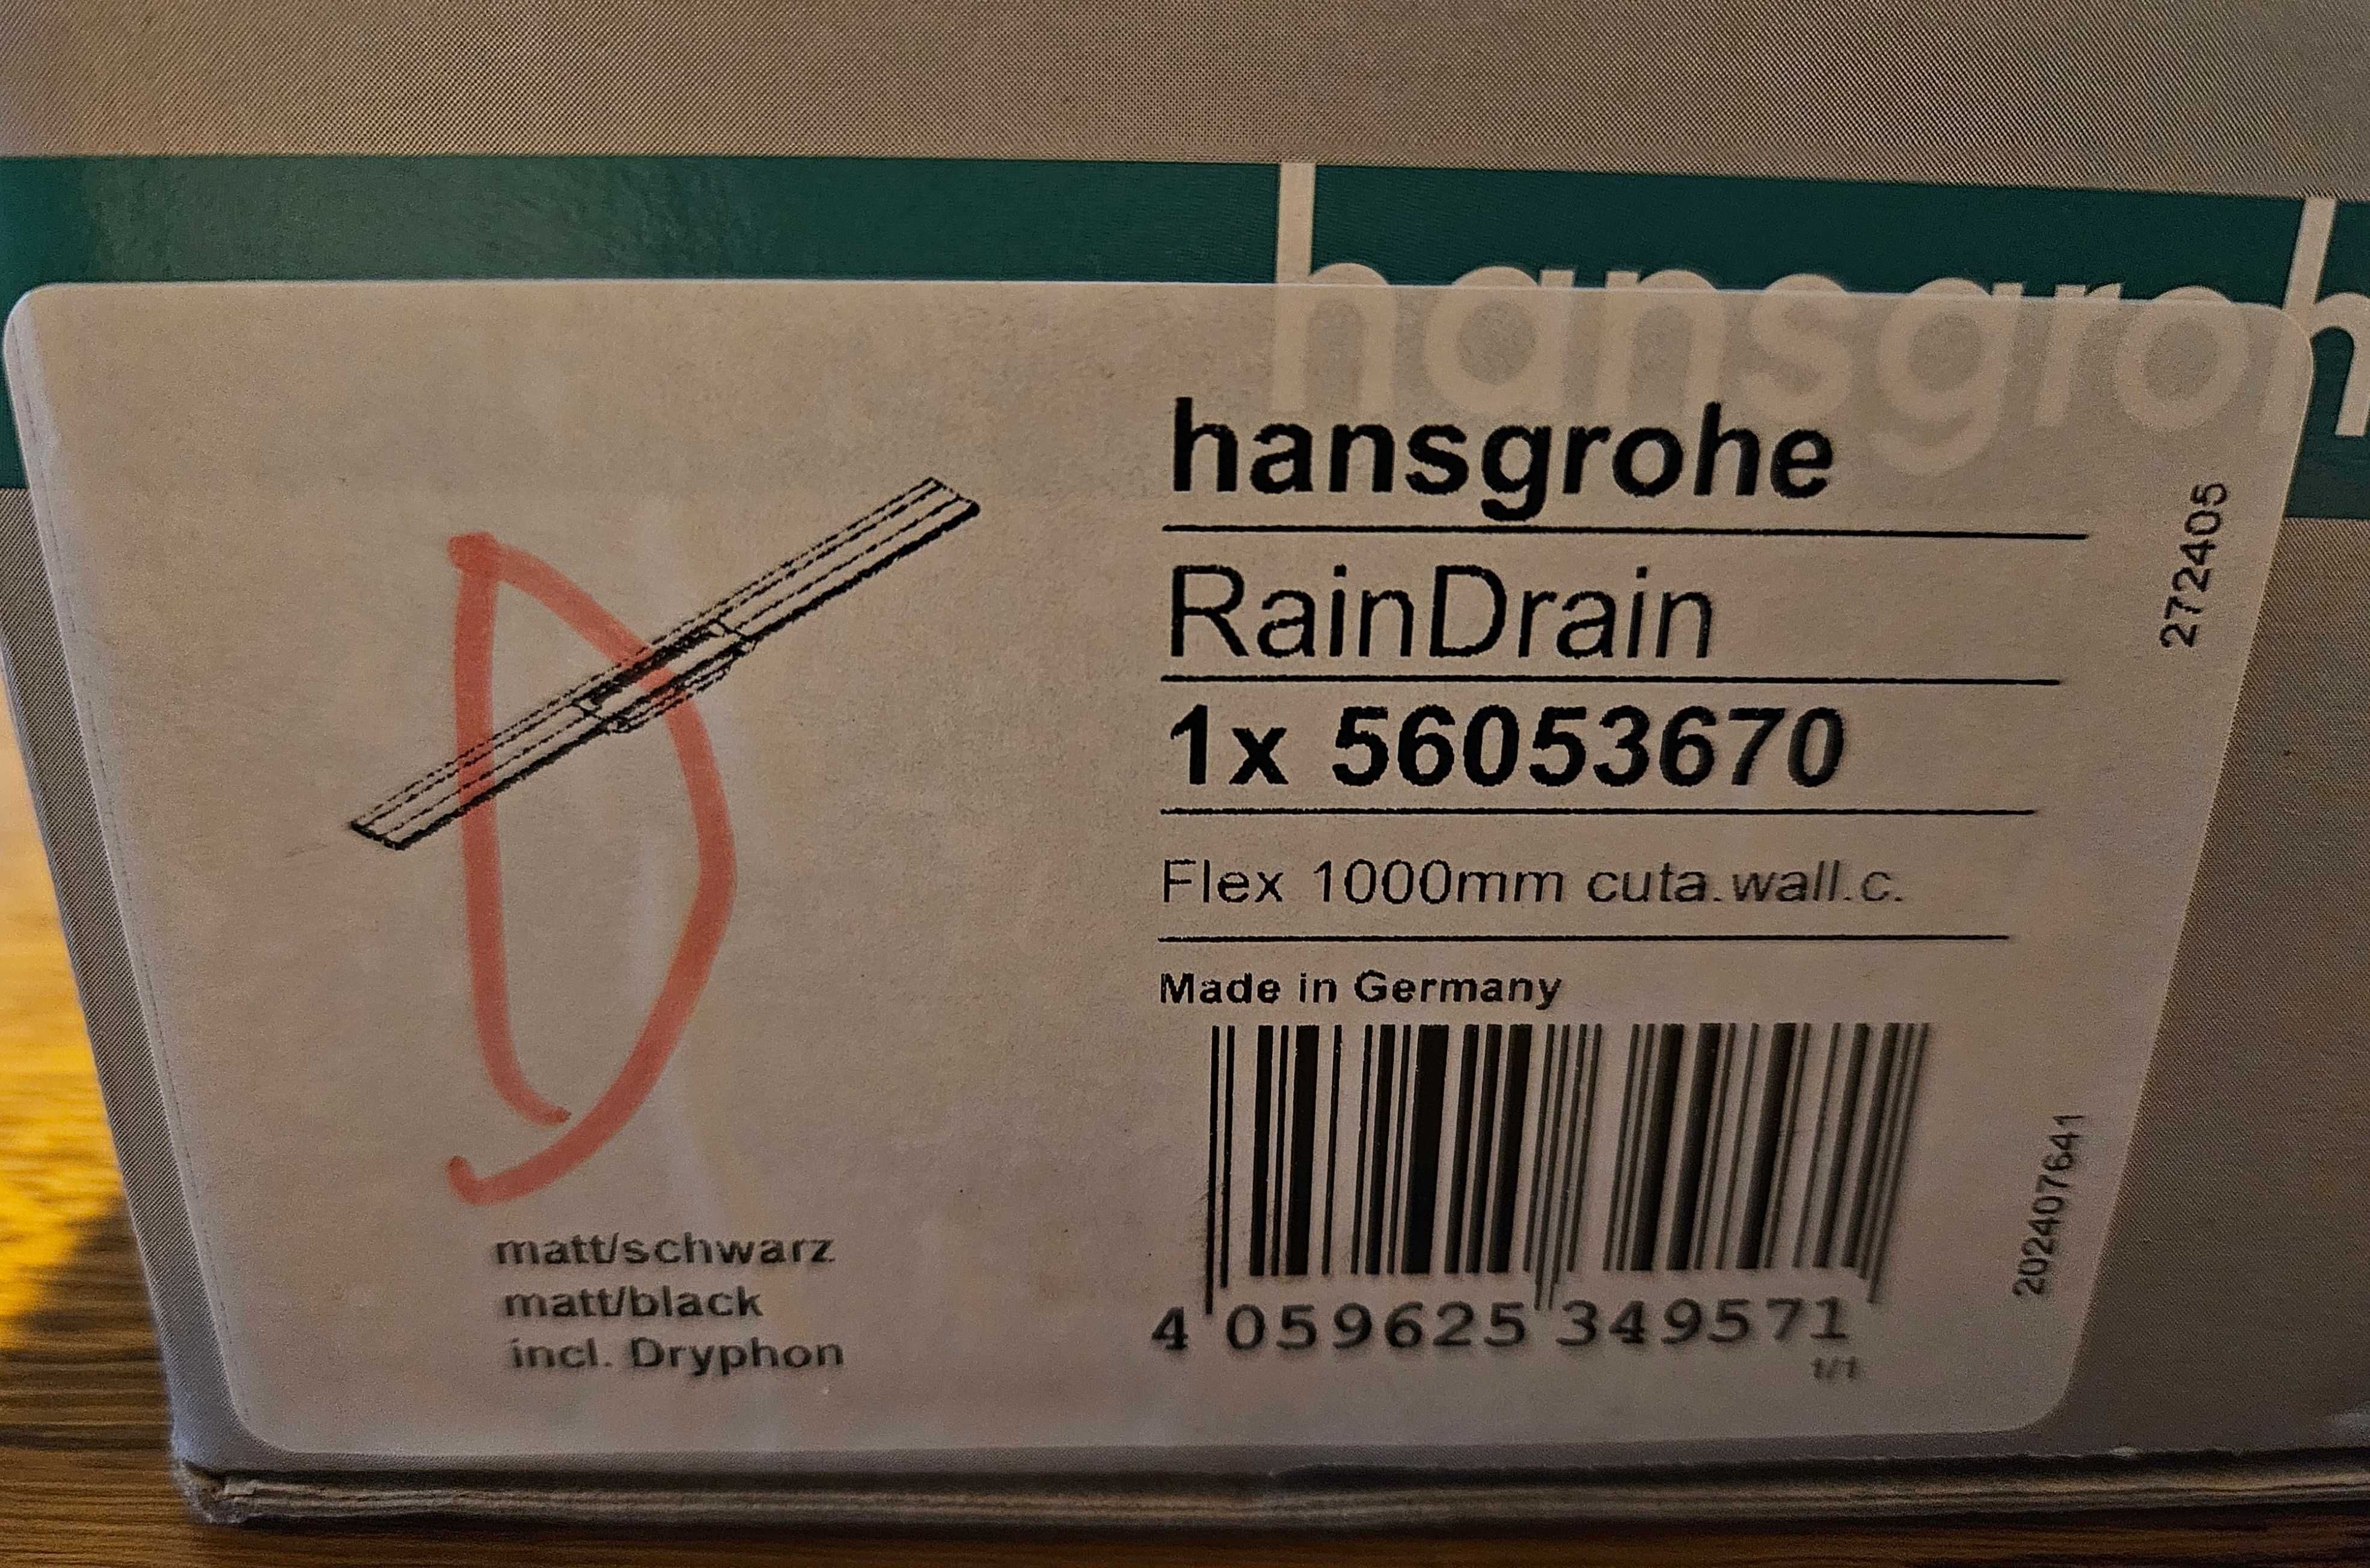 hansgroh
hansgrohe
RainDrain
1x 56053670
Flex 1000mm cuta.wall.c.
Made in Germany
4 059625 349571
1/1
272405
202407641
D
matt/schwarz
matt/black
incl. Dryphon